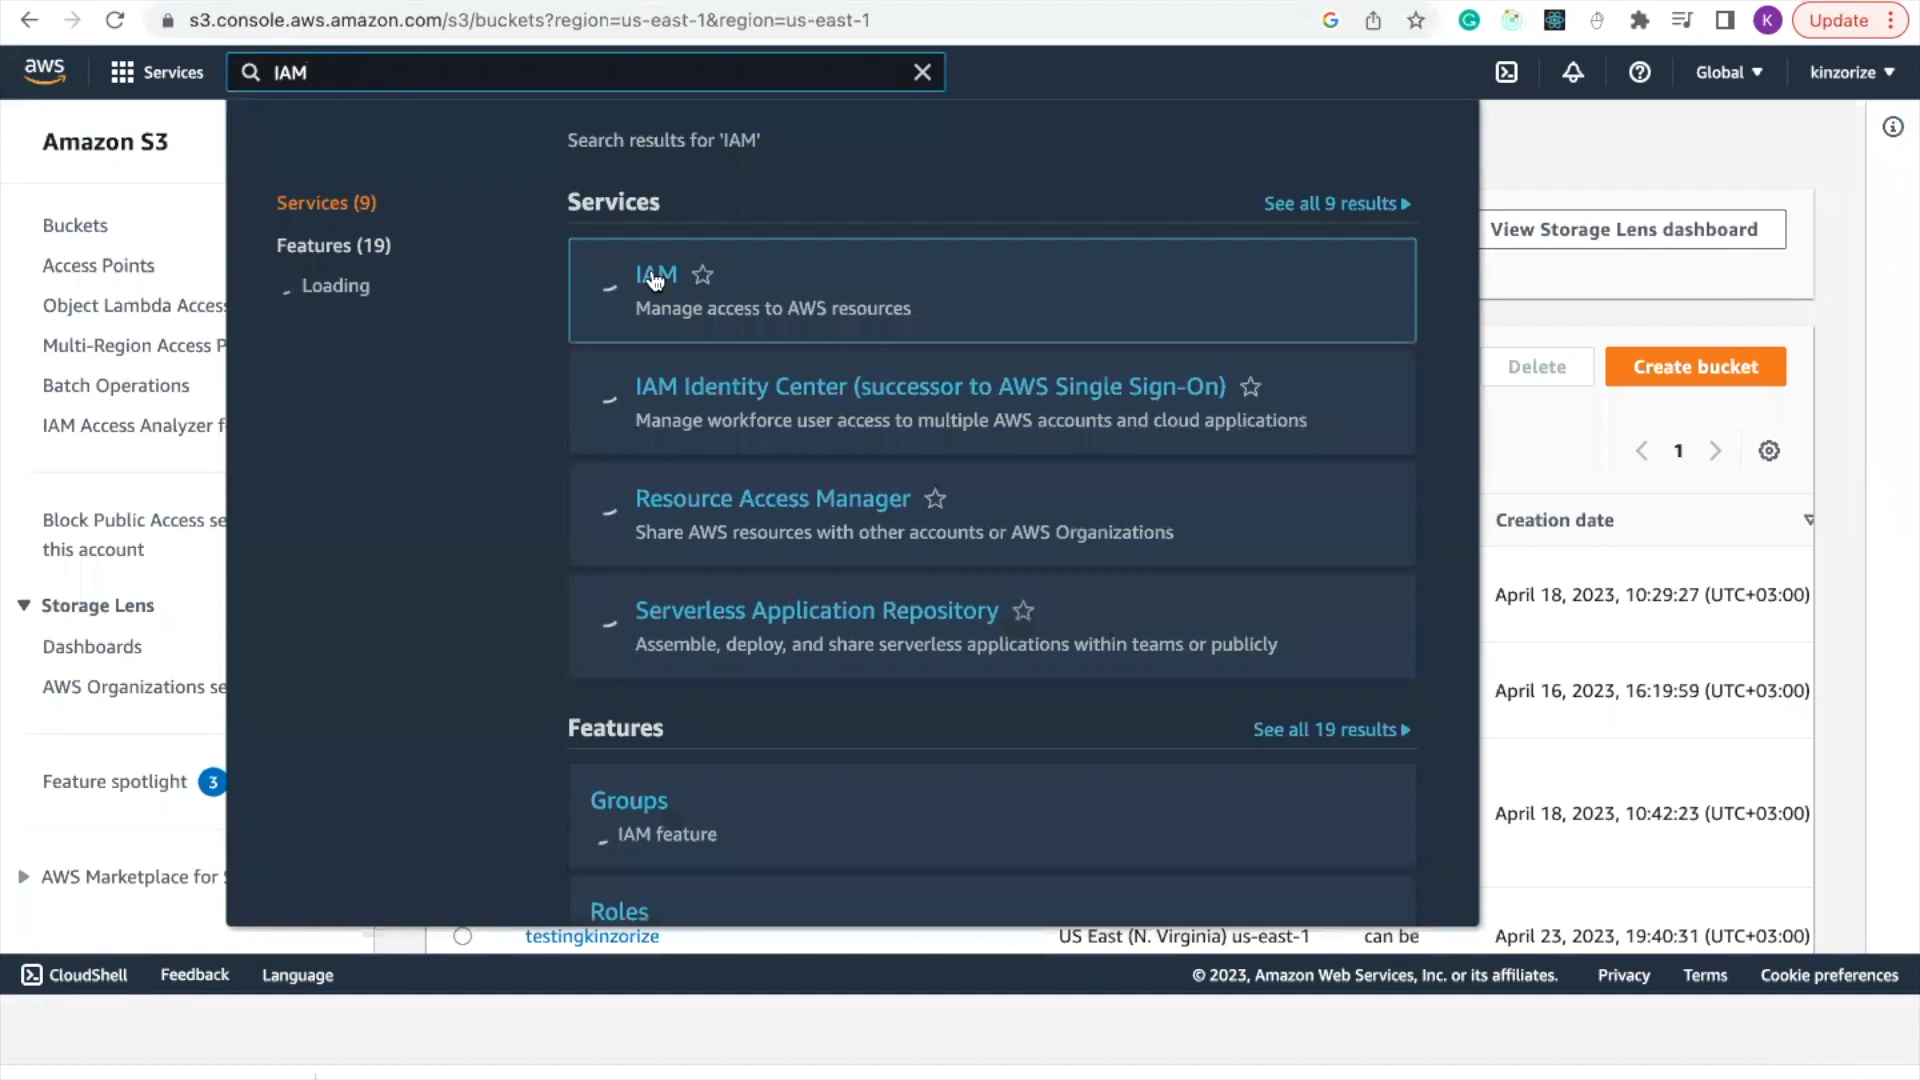 s3.console.aws.amazon.com/s3/buckets?region=us-east-1&region=us-east-1
K
Update
aws
Services
IAM
Global
kinzorize
Amazon S3
Buckets
Access Points
Object Lambda Access
Multi-Region Access P
Batch Operations
IAM Access Analyzer f
Block Public Access se
this account
Storage Lens
Dashboards
AWS Organizations se
Feature spotlight 3
AWS Marketplace for S
Search results for 'IAM'
Services (9)
Features (19)
Loading
Services
See all 9 results
IAM
Manage access to AWS resources
IAM Identity Center (successor to AWS Single Sign-On)
Manage workforce user access to multiple AWS accounts and cloud applications
Resource Access Manager
Share AWS resources with other accounts or AWS Organizations
Serverless Application Repository
Assemble, deploy, and share serverless applications within teams or publicly
Features
See all 19 results
Groups
IAM feature
Roles
View Storage Lens dashboard
Delete
Create bucket
1
Creation date
April 18, 2023, 10:29:27 (UTC+03:00)
April 16, 2023, 16:19:59 (UTC+03:00)
April 18, 2023, 10:42:23 (UTC+03:00)
testingkinzorize
US East (N. Virginia) us-east-1
can be
April 23, 2023, 19:40:31 (UTC+03:00)
CloudShell
Feedback
Language
© 2023, Amazon Web Services, Inc. or its affiliates.
Privacy
Terms
Cookie preferences